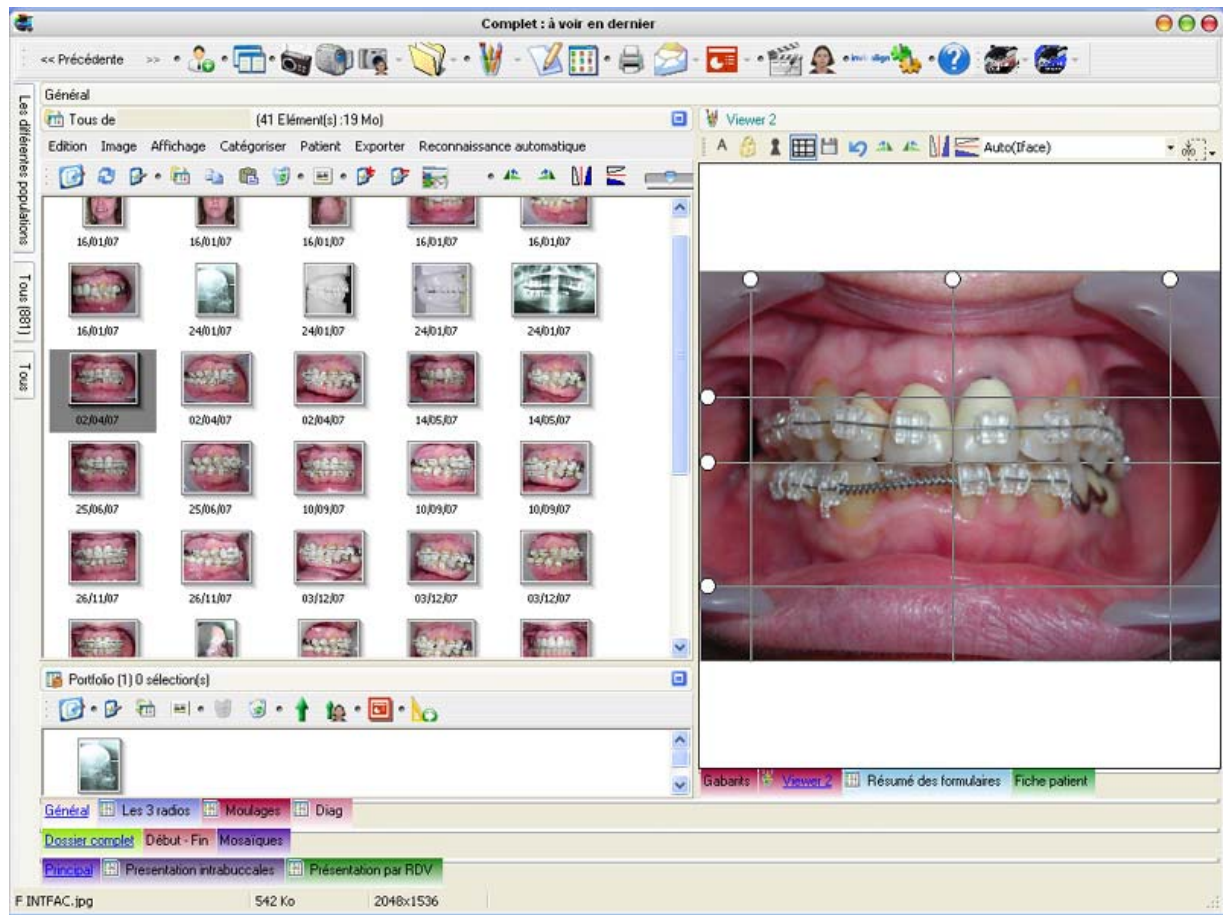 Complet : à voir en dernier
<< Précédente >>
Général
Tous de (41 Elément(s) :19 Mo)
Viewer 2
Edition Image Affichage Catégoriser Patient Exporter Reconnaissance automatique
A Auto(Iface)
Les différentes populations
Tous (881)
Tous
16/01/07 16/01/07 16/01/07 16/01/07 16/01/07
16/01/07 24/01/07 24/01/07 24/01/07 24/01/07
02/04/07 02/04/07 02/04/07 14/05/07 14/05/07
25/06/07 25/06/07 10/09/07 10/09/07 10/09/07
26/11/07 26/11/07 03/12/07 03/12/07 03/12/07
Portfolio (1) 0 sélection(s)
Gabarits Viewer 2 Résumé des formulaires Fiche patient
Général Les 3 radios Moulages Diag
Dossier complet Début - Fin Mosaïques
Principal Presentation intrabuccales Présentation par RDV
F INTFAC.jpg 542 Ko 2048x1536